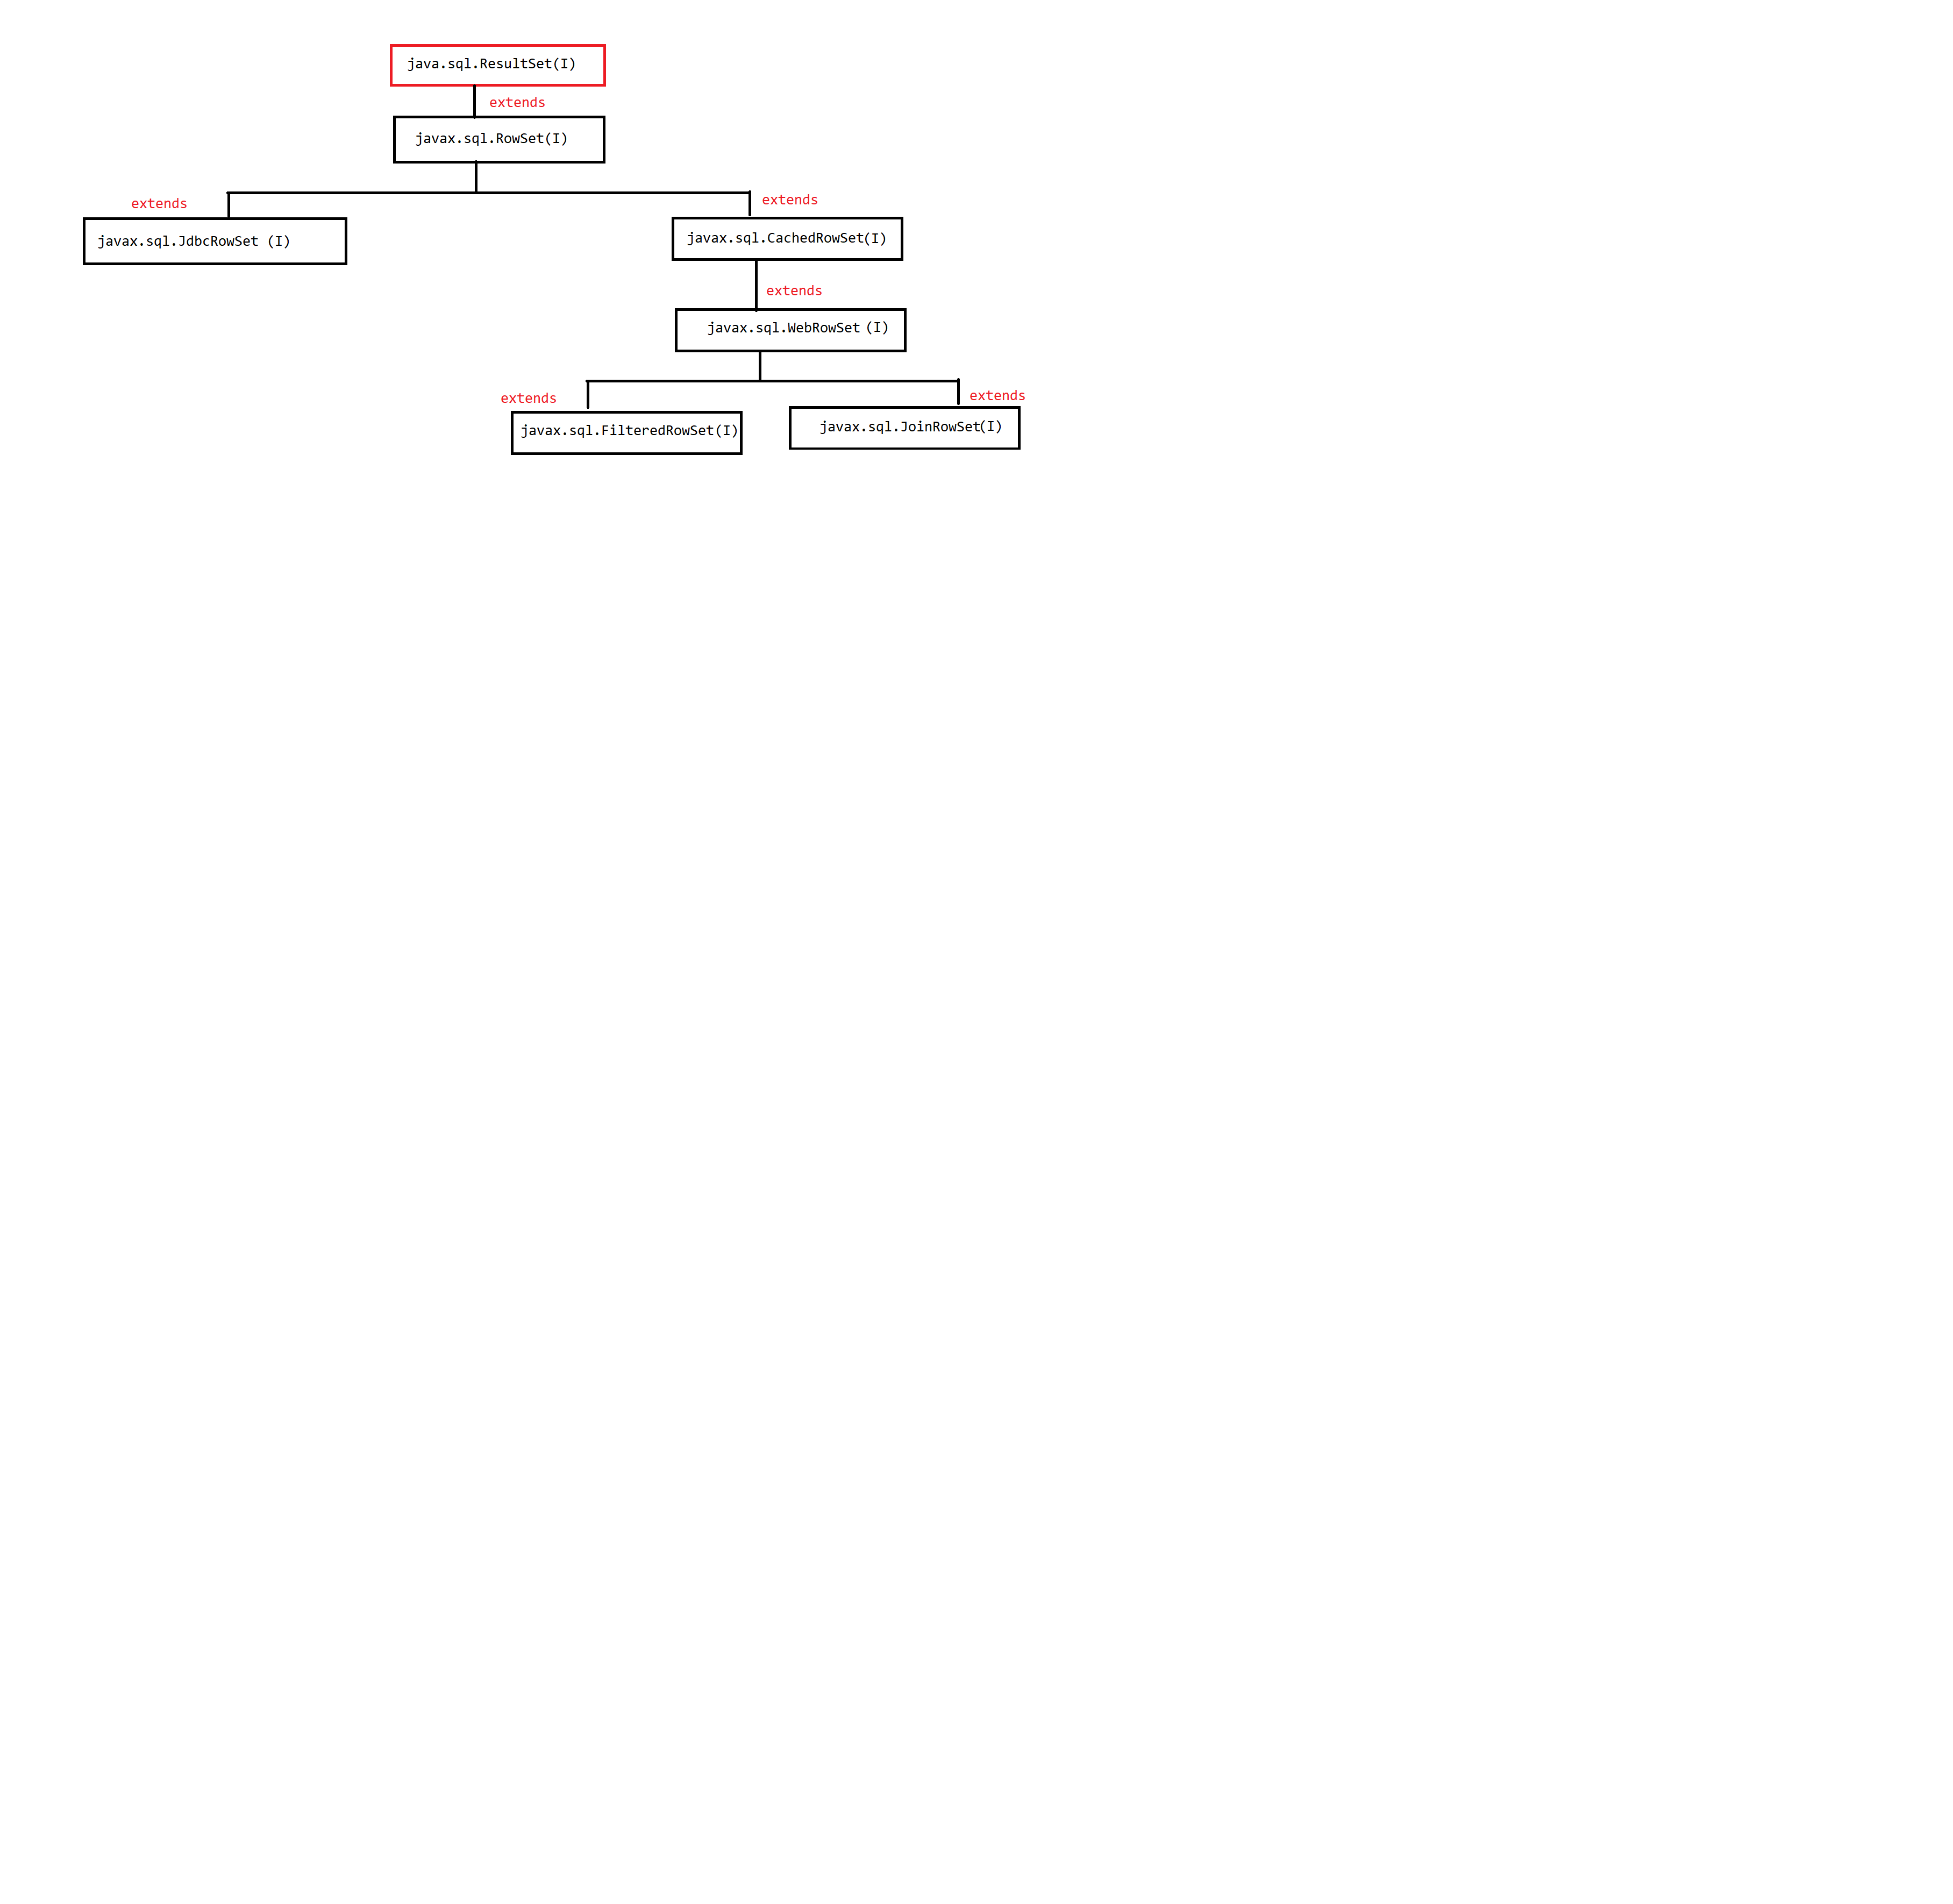 java.sql.ResultSet(I)
extends
javax.sql.RowSet(I)
extends
extends
javax.sql.JdbcRowSet (I)
javax.sql.CachedRowSet(I)
extends
javax.sql.WebRowSet (I)
extends
extends
javax.sql.FilteredRowSet(I)
javax.sql.JoinRowSet(I)